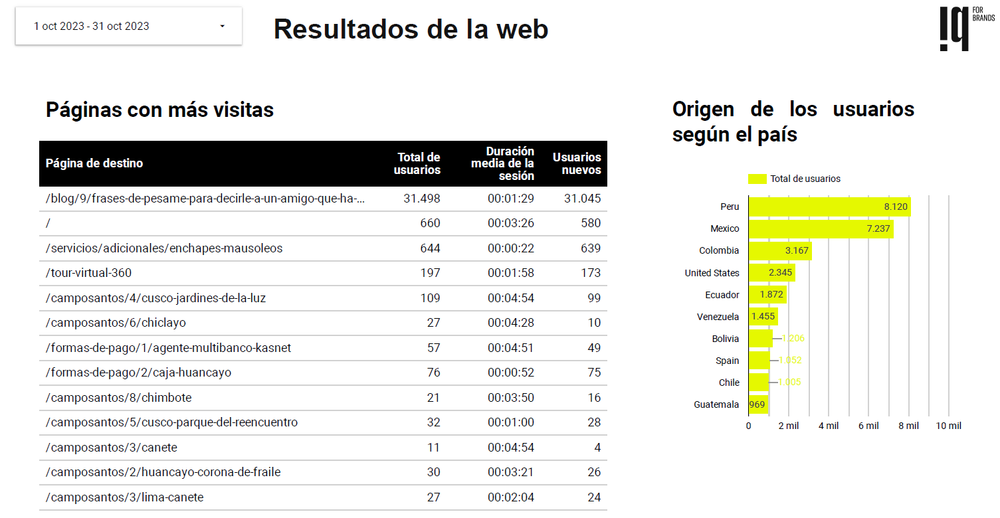 1 oct 2023 - 31 oct 2023
Resultados de la web
iq FOR
BRANDS
Páginas con más visitas
Página de destino Total de usuarios Duración media de la sesión Usuarios nuevos
/blog/9/frases-de-pesame-para-decirle-a-un-amigo-que-ha-... 31.498 00:01:29 31.045
/ 660 00:03:26 580
/servicios/adicionales/enchapes-mausoleos 644 00:00:22 639
/tour-virtual-360 197 00:01:58 173
/camposantos/4/cusco-jardines-de-la-luz 109 00:04:54 99
/camposantos/6/chiclayo 27 00:04:28 10
/formas-de-pago/1/agente-multibanco-kasnet 57 00:04:51 49
/formas-de-pago/2/caja-huancayo 76 00:00:52 75
/camposantos/8/chimbote 21 00:03:50 16
/camposantos/5/cusco-parque-del-reencuentro 32 00:01:00 28
/camposantos/3/canete 11 00:04:54 4
/camposantos/2/huancayo-corona-de-fraile 30 00:03:21 26
/camposantos/3/lima-canete 27 00:02:04 24
Origen de los usuarios
según el país
Total de usuarios
Peru 8.120
Mexico 7.237
Colombia 3.167
United States 2.345
Ecuador 1.872
Venezuela 1.455
Bolivia 1.206
Spain 1.052
Chile 1.005
Guatemala 969
0 2 mil 4 mil 6 mil 8 mil 10 mil